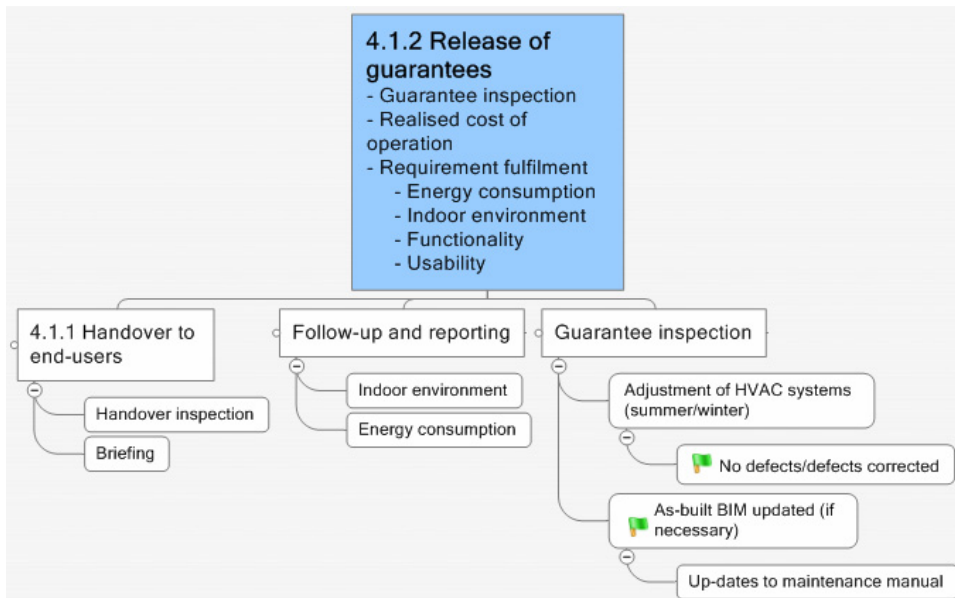 4.1.2 Release of
guarantees
- Guarantee inspection
- Realised cost of
operation
- Requirement fulfilment
- Energy consumption
- Indoor environment
- Functionality
- Usability
4.1.1 Handover to
end-users
Handover inspection
Briefing
Follow-up and reporting
Indoor environment
Energy consumption
Guarantee inspection
Adjustment of HVAC systems
(summer/winter)
No defects/defects corrected
As-built BIM updated (if
necessary)
Up-dates to maintenance manual